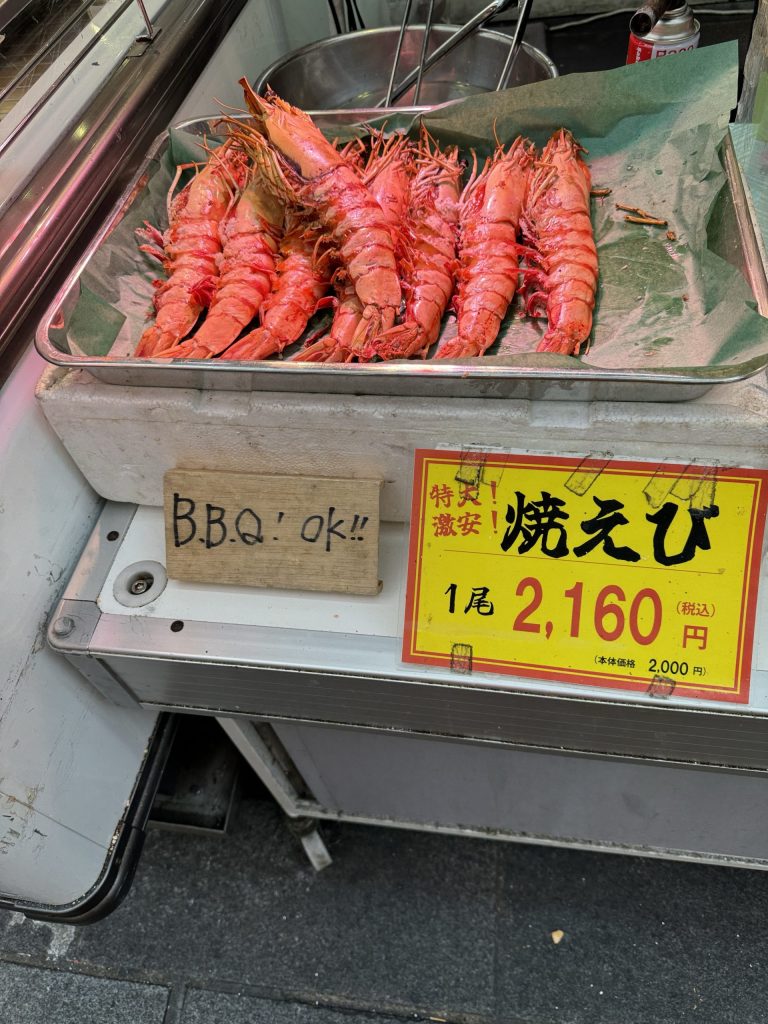 B.B.Q! ok!!
特大!
激安!
焼えび
1尾 2,160 (税込) 円
(本体価格 2,000 円)